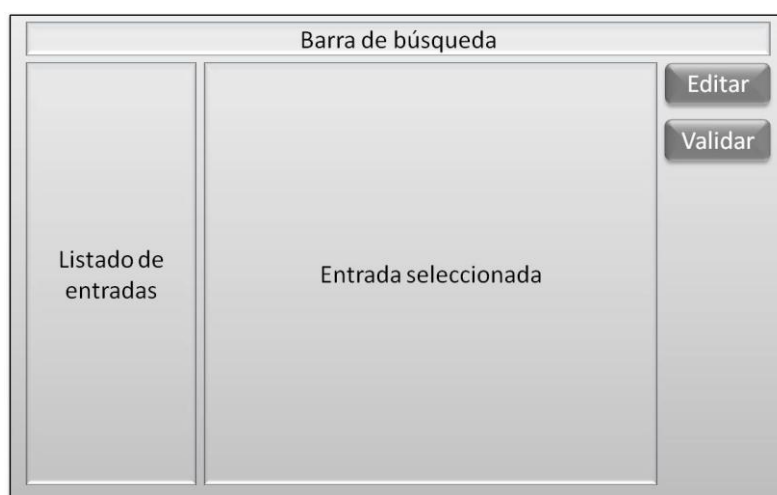 Barra de búsqueda
Editar
Validar
Listado de
entradas
Entrada seleccionada